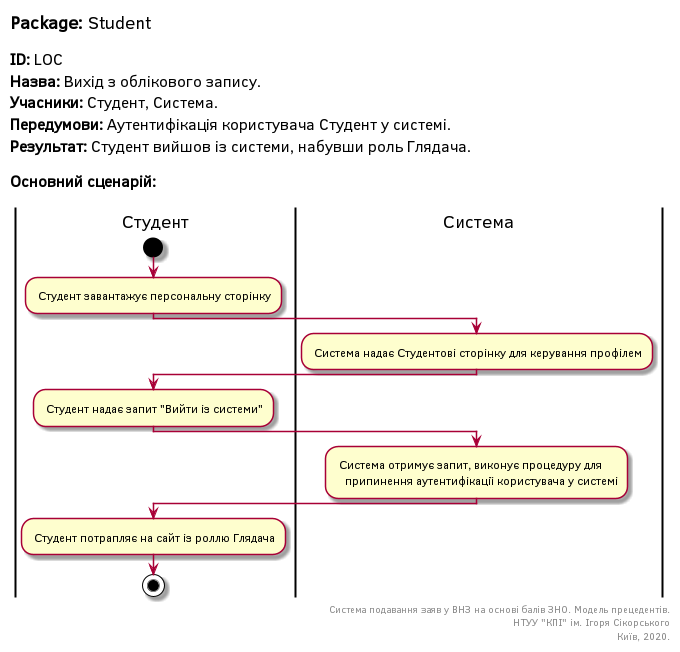 Package: Student
ID: LOC
Назва: Вихід з облікового запису.
Учасники: Студент, Система.
Передумови: Аутентифікація користувача Студент у системі.
Результат: Студент вийшов із системи, набувши роль Глядача.
Основний сценарій:
Студент
Система
Студент завантажує персональну сторінку
Система надає Студентові сторінку для керування профілем
Студент надає запит "Вийти із системи"
Система отримує запит, виконує процедуру для
припинення аутентифікації користувача у системі
Студент потрапляє на сайт із роллю Глядача
Система подавання заяв у ВНЗ на основі балів ЗНО. Модель прецедентів.
НТУУ "КПІ" ім. Ігоря Сікорського
Київ, 2020.